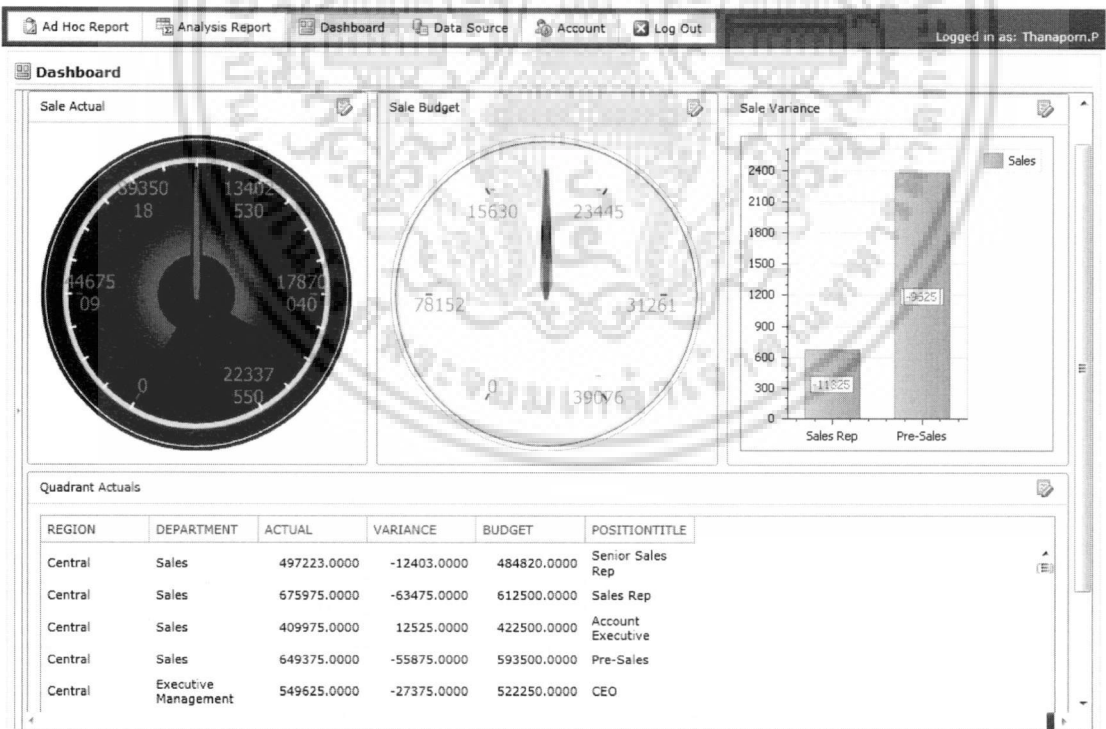 Ad Hoc Report Analysis Report Dashboard Data Source Account Log Out
Logged in as: Thanaporn.P
Dashboard
Sale Actual
89350
18
13402
530
44675
09
17870
040
0
22337
550
Sale Budget
15630
23445
78152
31261
0
39076
Sale Variance
Sales
2400
2100
1800
1500
1200
900
600
300
0
-9625
-11325
Sales Rep Pre-Sales
Quadrant Actuals
REGION DEPARTMENT ACTUAL VARIANCE BUDGET POSITIONTITLE
Central Sales 497223.0000 -12403.0000 484820.0000 Senior Sales Rep
Central Sales 675975.0000 -63475.0000 612500.0000 Sales Rep
Central Sales 409975.0000 12525.0000 422500.0000 Account Executive
Central Sales 649375.0000 -55875.0000 593500.0000 Pre-Sales
Central Executive Management 549625.0000 -27375.0000 522250.0000 CEO